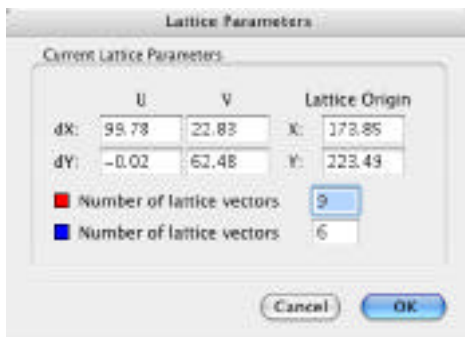 Lattice Parameters
Current Lattice Parameters
U V Lattice Origin
dX: 99.78 22.83 X: 173.85
dY: -0.02 62.48 Y: 223.49
Number of lattice vectors 9
Number of lattice vectors 6
Cancel OK